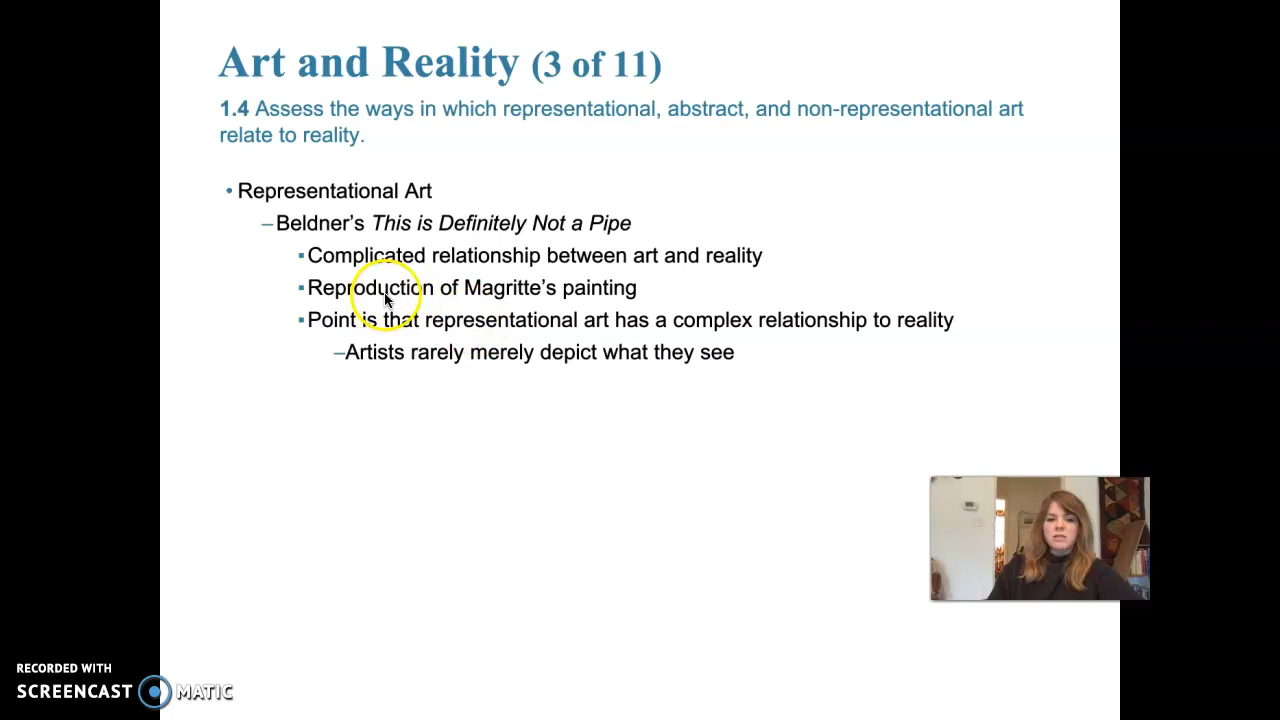 Art and Reality (3 of 11)
1.4 Assess the ways in which representational, abstract, and non-representational art
relate to reality.
• Representational Art
–Beldner’s This is Definitely Not a Pipe
▪Complicated relationship between art and reality
▪Reproduction of Magritte’s painting
▪Point is that representational art has a complex relationship to reality
–Artists rarely merely depict what they see
RECORDED WITH
SCREENCAST MATIC